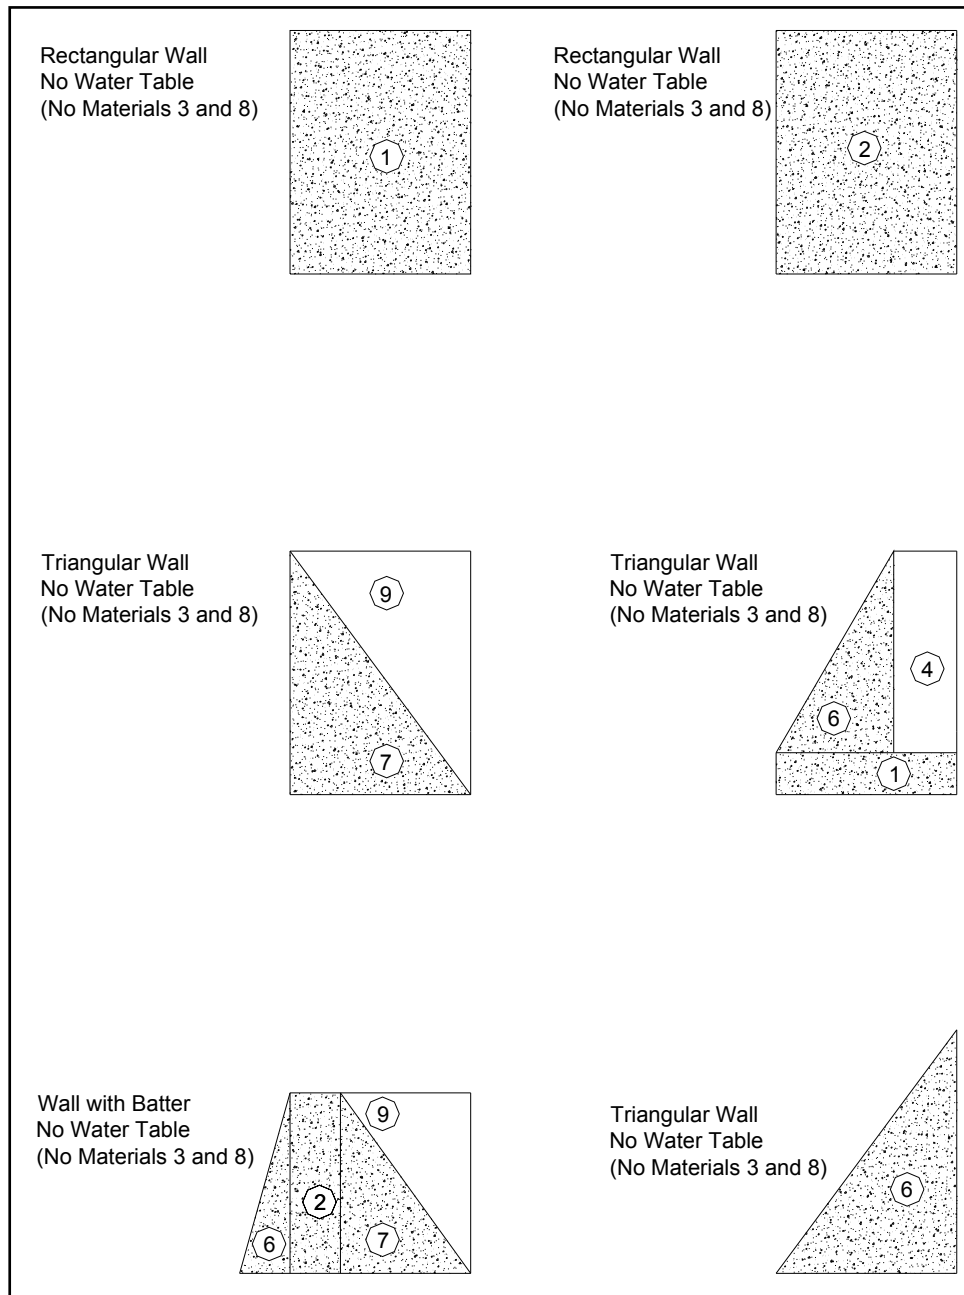 Rectangular Wall
No Water Table
(No Materials 3 and 8)
1
Rectangular Wall
No Water Table
(No Materials 3 and 8)
2
Triangular Wall
No Water Table
(No Materials 3 and 8)
9
7
Triangular Wall
No Water Table
(No Materials 3 and 8)
4
6
1
Wall with Batter
No Water Table
(No Materials 3 and 8)
9
2
6
7
Triangular Wall
No Water Table
(No Materials 3 and 8)
6